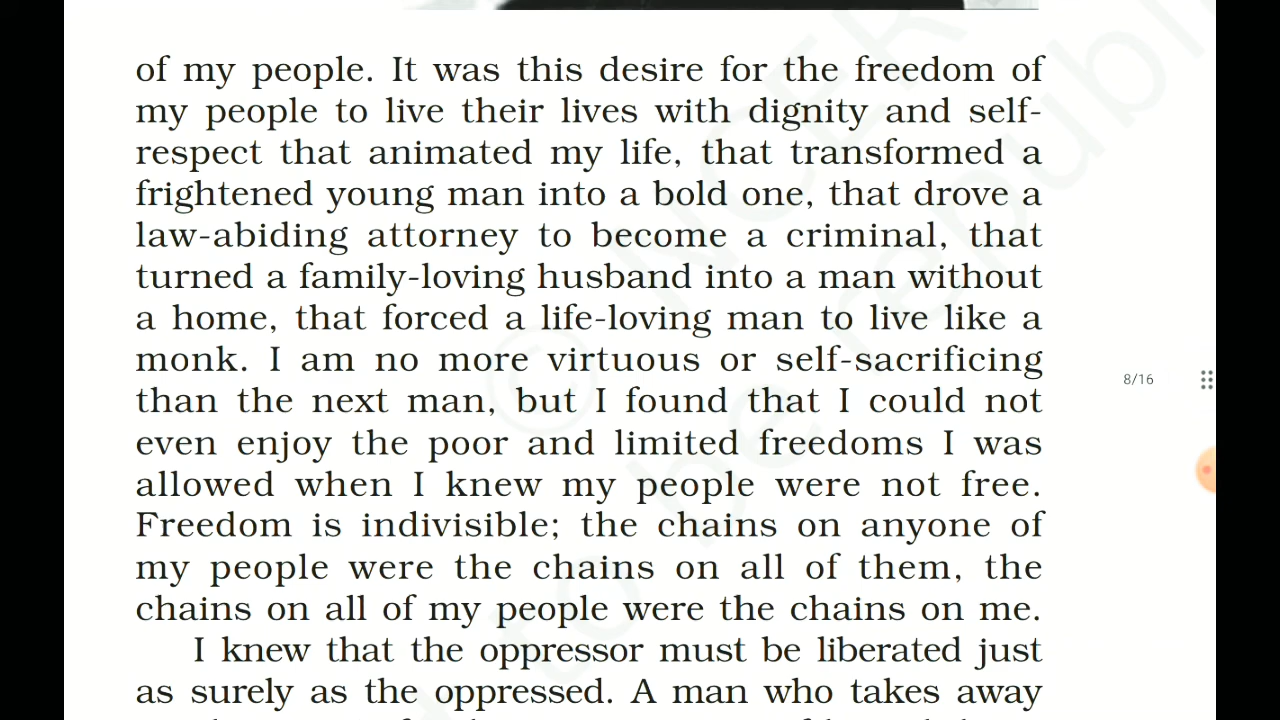 of my people. It was this desire for the freedom of
my people to live their lives with dignity and self-
respect that animated my life, that transformed a
frightened young man into a bold one, that drove a
law-abiding attorney to become a criminal, that
turned a family-loving husband into a man without
a home, that forced a life-loving man to live like a
monk. I am no more virtuous or self-sacrificing
than the next man, but I found that I could not
even enjoy the poor and limited freedoms I was
allowed when I knew my people were not free.
Freedom is indivisible; the chains on anyone of
my people were the chains on all of them, the
chains on all of my people were the chains on me.
I knew that the oppressor must be liberated just
as surely as the oppressed. A man who takes away
8/16
© NCER
be republi